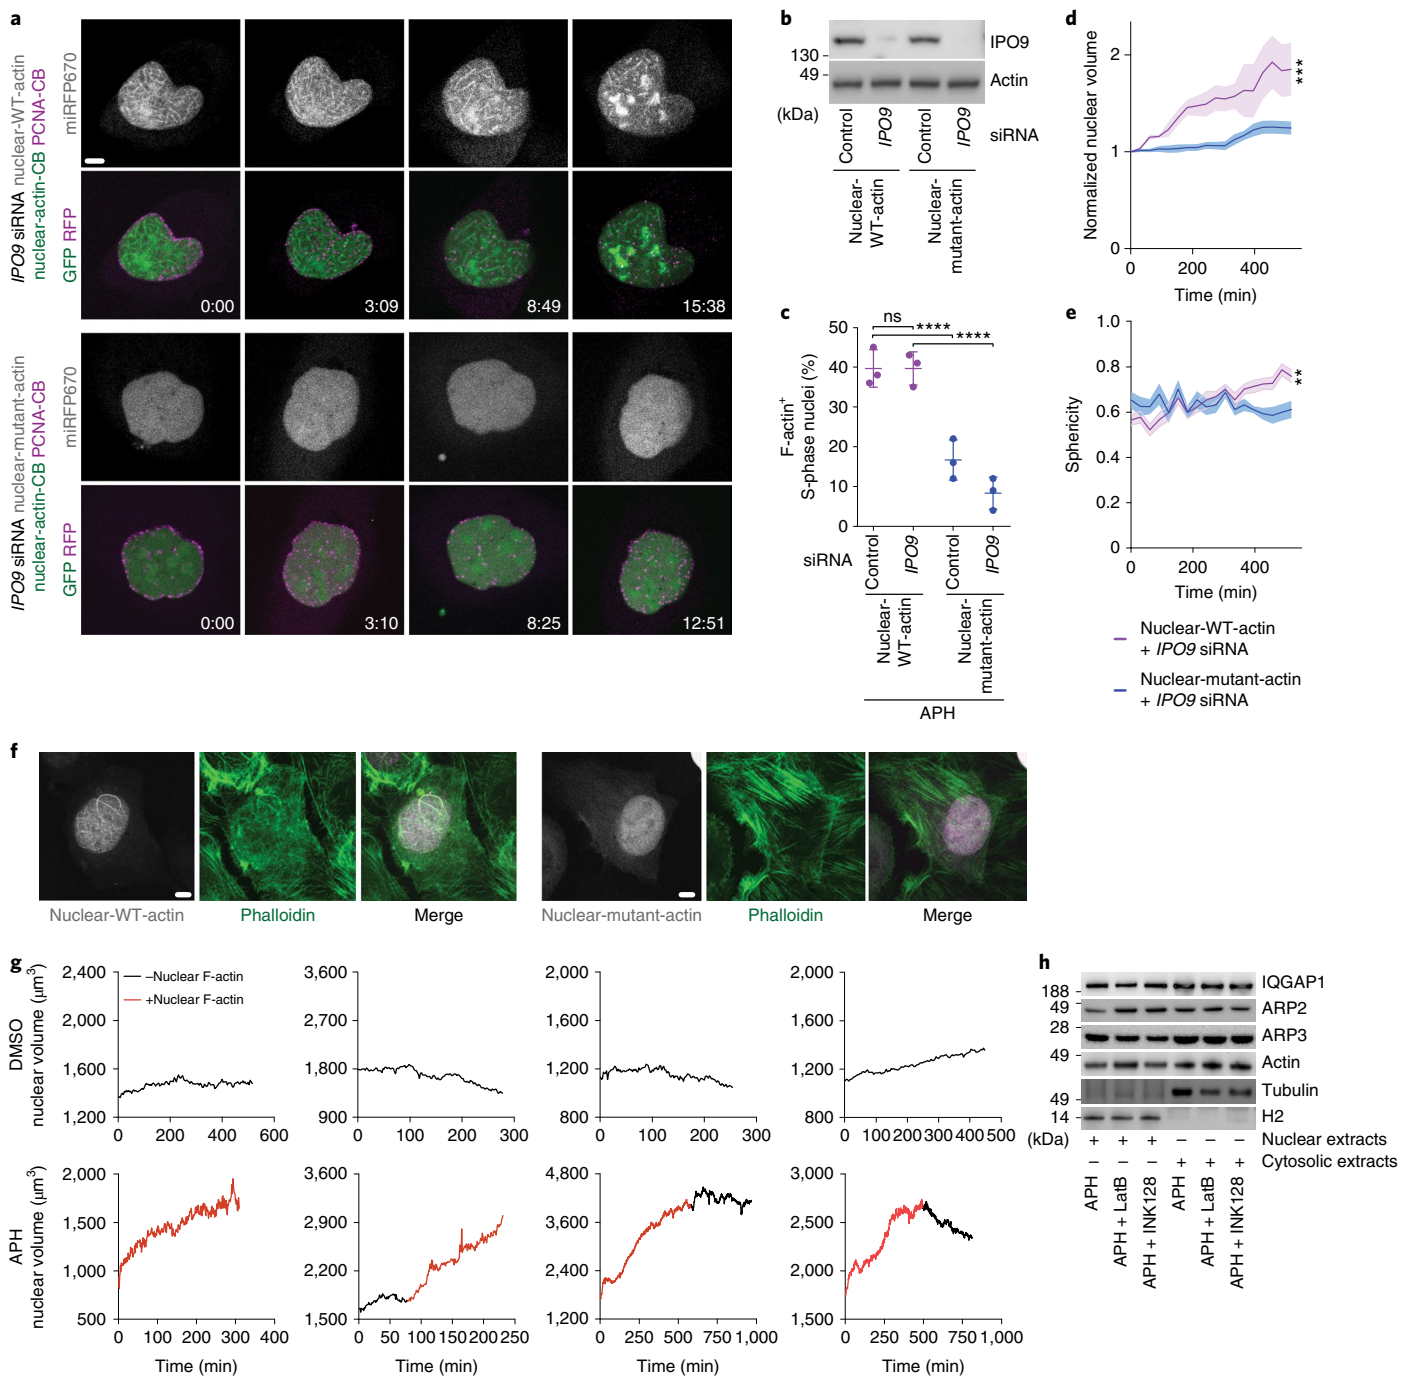 a
IPO9 siRNA nuclear-WT-actin
nuclear-actin-CB PCNA-CB
miRFP670
GFP RFP
0:00
3:09
8:49
15:38
IPO9 siRNA nuclear-mutant-actin
nuclear-actin-CB PCNA-CB
miRFP670
GFP RFP
0:00
3:10
8:25
12:51
b
130
49
(kDa)
IPO9
Actin
Control
IPO9
Control
IPO9
siRNA
Nuclear-
WT-actin
Nuclear-
mutant-actin
c
F-actin+
S-phase nuclei (%)
50
40
30
20
10
0
ns
****
****
siRNA
Control
IPO9
Control
IPO9
Nuclear-
WT-actin
Nuclear-
mutant-actin
APH
d
Normalized nuclear volume
2
1
0
***
0
200
400
Time (min)
e
Sphericity
1.0
0.8
0.6
0.4
0.2
0
**
0
200
400
Time (min)
Nuclear-WT-actin
+ IPO9 siRNA
Nuclear-mutant-actin
+ IPO9 siRNA
f
Nuclear-WT-actin
Phalloidin
Merge
Nuclear-mutant-actin
Phalloidin
Merge
g
DMSO
nuclear volume (μm³)
2,400
2,000
1,600
1,200
–Nuclear F-actin
+Nuclear F-actin
0 200 400 600
3,600
2,700
1,800
900
0 100 200 300
2,000
1,600
1,200
800
0 100 200 300
2,000
1,600
1,200
800
0 100 200 300 400 500
APH
nuclear volume (μm³)
2,000
1,500
1,000
500
0 100 200 300 400
Time (min)
3,600
2,900
2,200
1,500
0 50 100 150 200 250
Time (min)
4,800
3,600
2,400
1,200
0 250 500 750 1,000
Time (min)
3,000
2,500
2,000
1,500
0 250 500 750 1,000
Time (min)
h
188
49
28
49
49
14
(kDa)
IQGAP1
ARP2
ARP3
Actin
Tubulin
H2
+ + + – – – Nuclear extracts
– – – + + + Cytosolic extracts
APH
APH + LatB
APH + INK128
APH
APH + LatB
APH + INK128